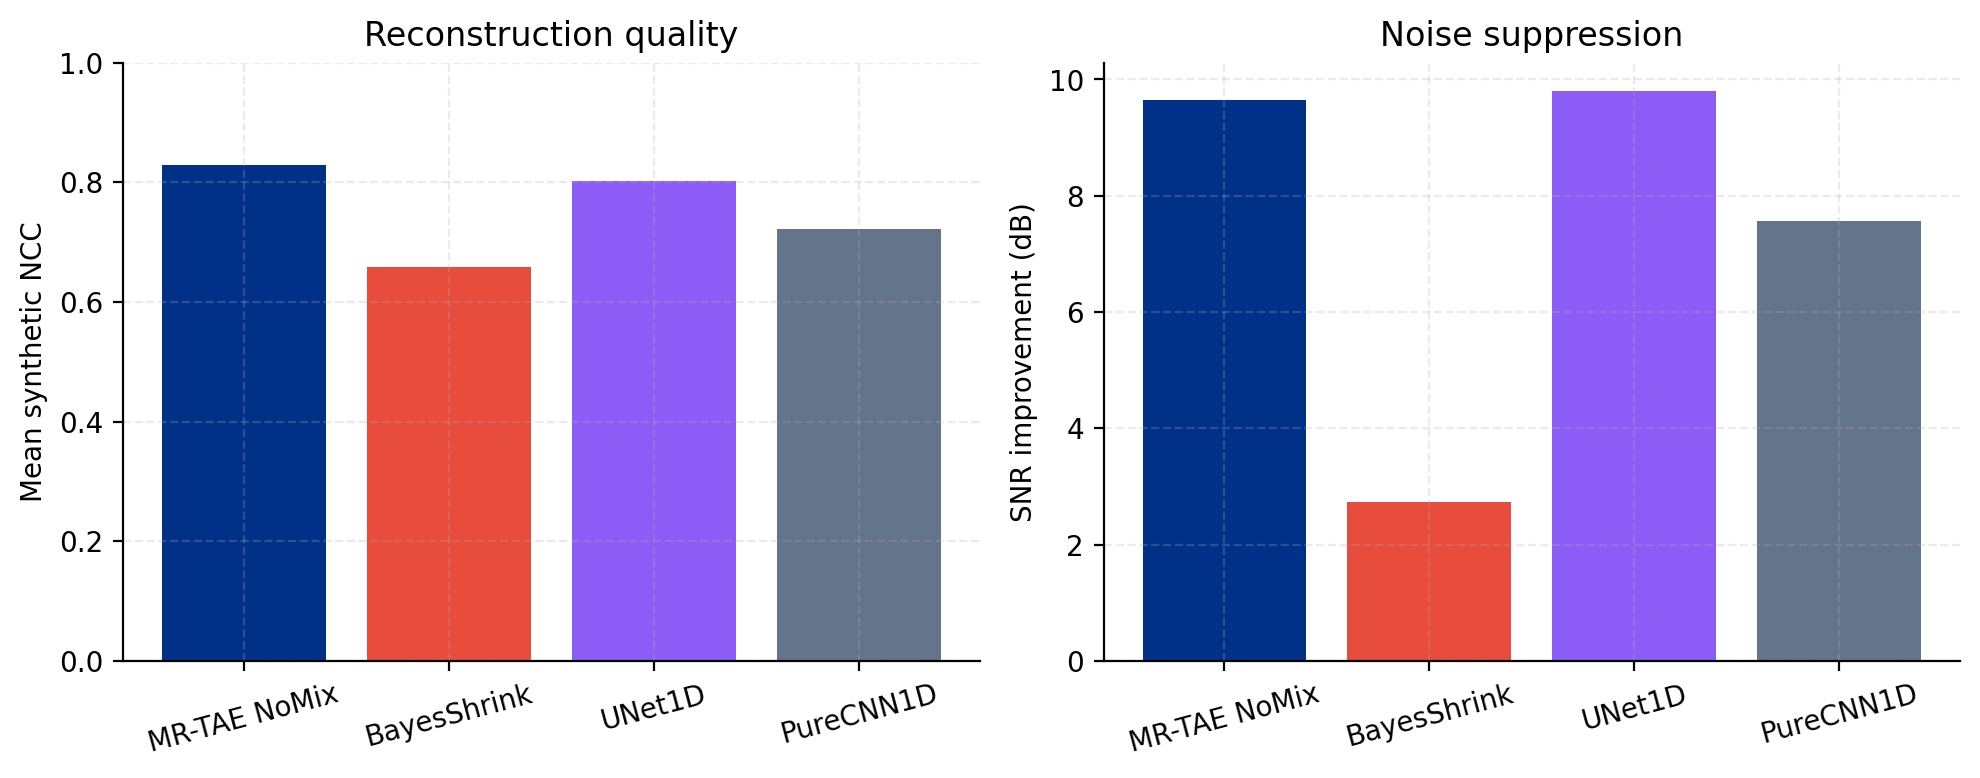 Reconstruction quality
Mean synthetic NCC
1.0
0.8
0.6
0.4
0.2
0.0
MR-TAE NoMix
BayesShrink
UNet1D
PureCNN1D
Noise suppression
SNR improvement (dB)
10
8
6
4
2
0
MR-TAE NoMix
BayesShrink
UNet1D
PureCNN1D